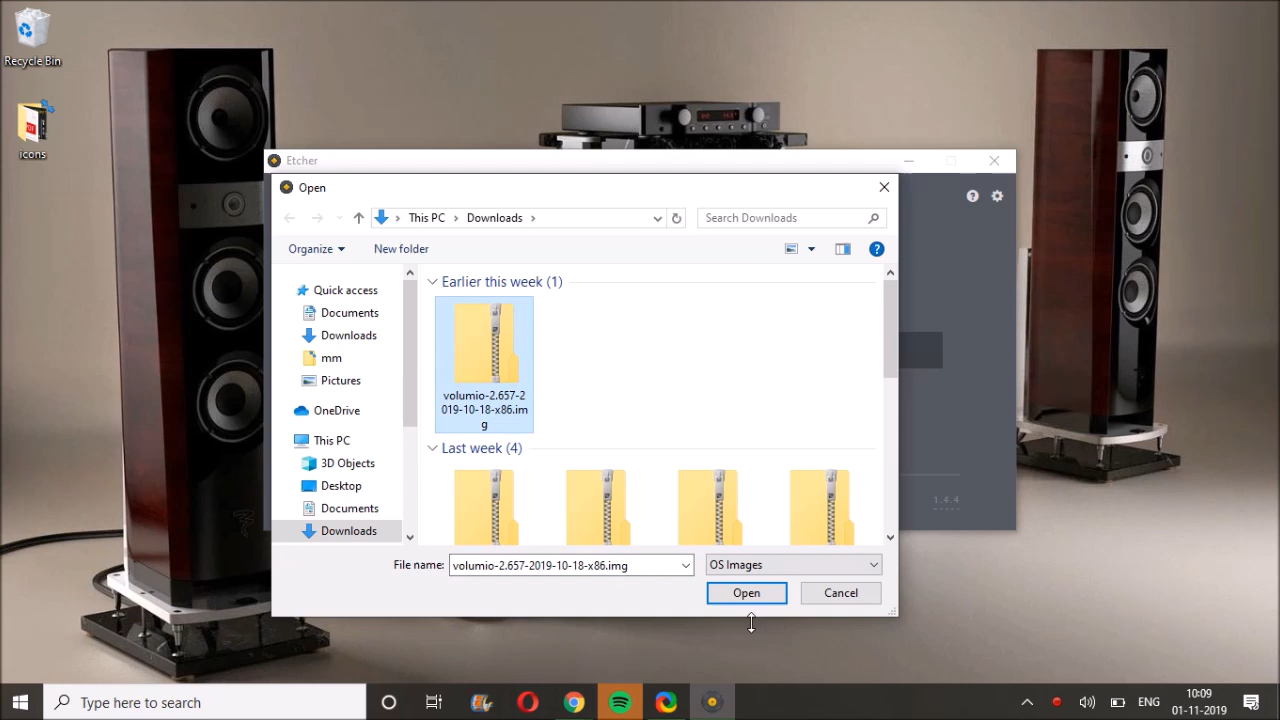 Recycle Bin
icons
Etcher
Open
This PC
Downloads
Search Downloads
Organize
New folder
Quick access
Documents
Downloads
mm
Pictures
OneDrive
This PC
3D Objects
Desktop
Documents
Downloads
Earlier this week (1)
volumio-2.657-2
019-10-18-x86.im
g
Last week (4)
File name:
volumio-2.657-2019-10-18-x86.img
OS Images
Open
Cancel
1.4.4
Type here to search
ENG
10:09
01-11-2019